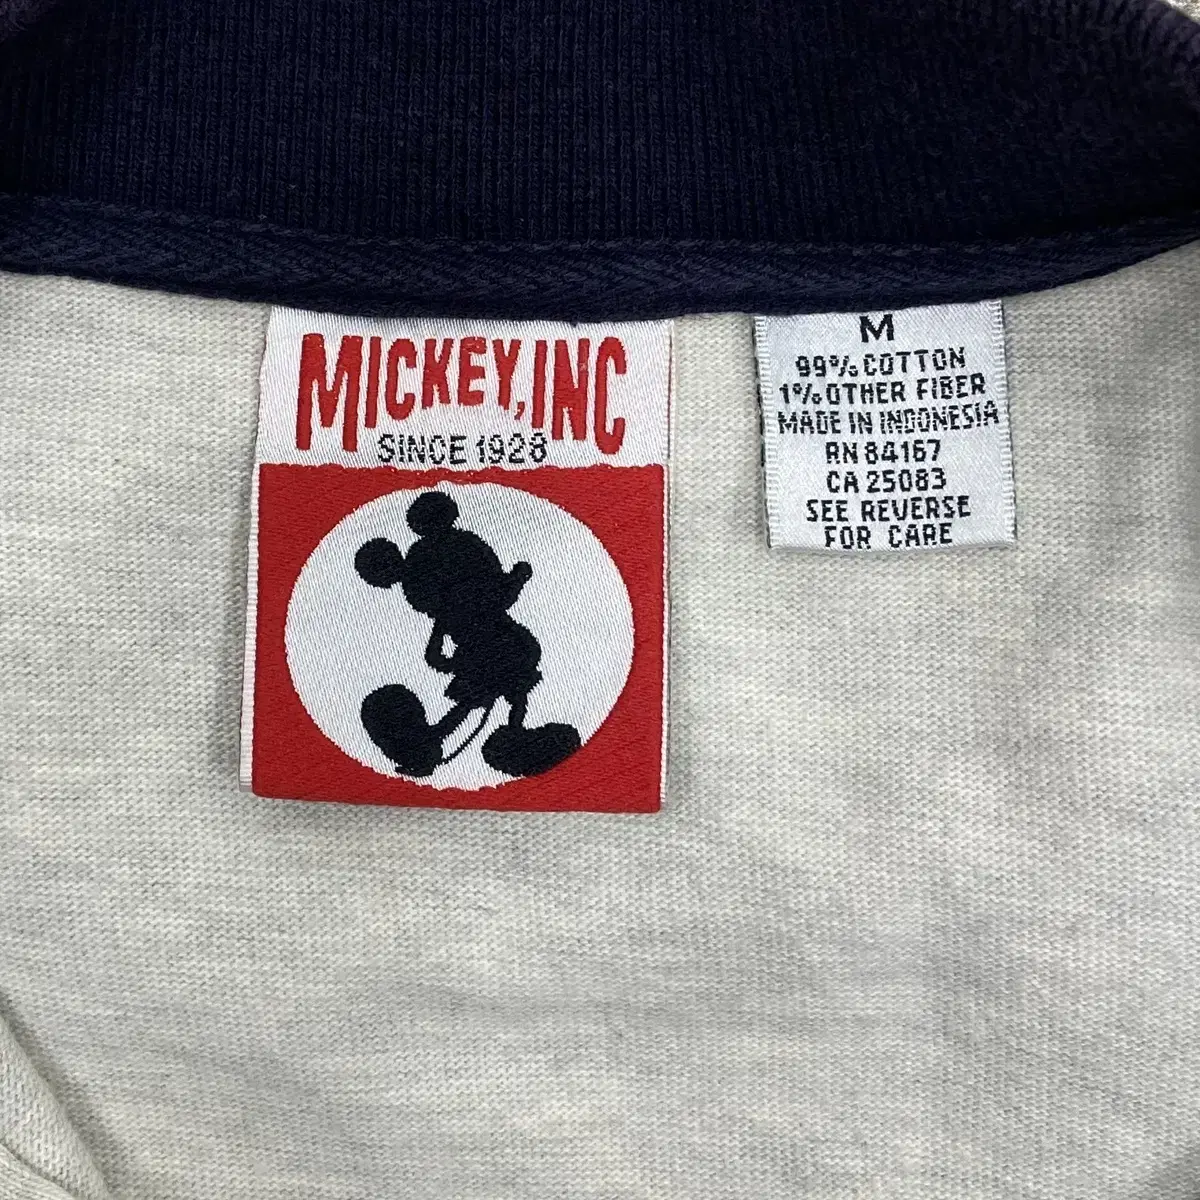 MICKEY, INC
SINCE 1928
M
99% COTTON
1% OTHER FIBER
MADE IN INDONESIA
RN 84167
CA 25083
SEE REVERSE
FOR CARE